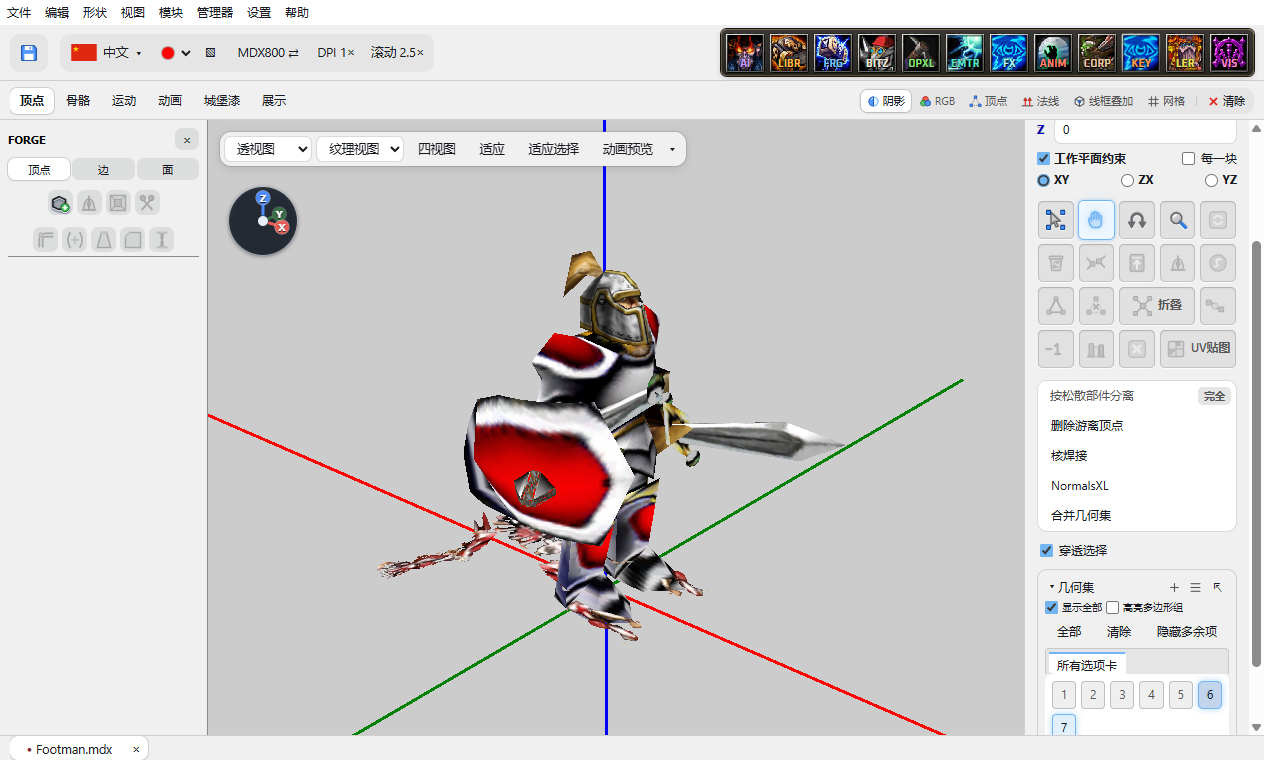 文件 编辑 形状 视图 模块 管理器 设置 帮助
中文 MDX800 ⇄ DPI 1× 滚动 2.5×
AI LIBR FRG BITZ OPXL EMTR FX ANIM CORP KEY LER VIS
顶点 骨骼 运动 动画 城堡漆 展示
阴影 RGB 顶点 法线 线框叠加 网格 清除
FORGE
顶点 边 面
透视图 纹理视图 四视图 适应 适应选择 动画预览
Z
Y
X
Z 0
工作平面约束 每一块
XY ZX YZ
折叠
−1 UV贴图
按松散部件分离 完全
删除游离顶点
核焊接
NormalsXL
合并几何集
穿透选择
几何集
显示全部 高亮多边形组
全部 清除 隐藏多余项
所有选项卡
1 2 3 4 5 6
7
Footman.mdx